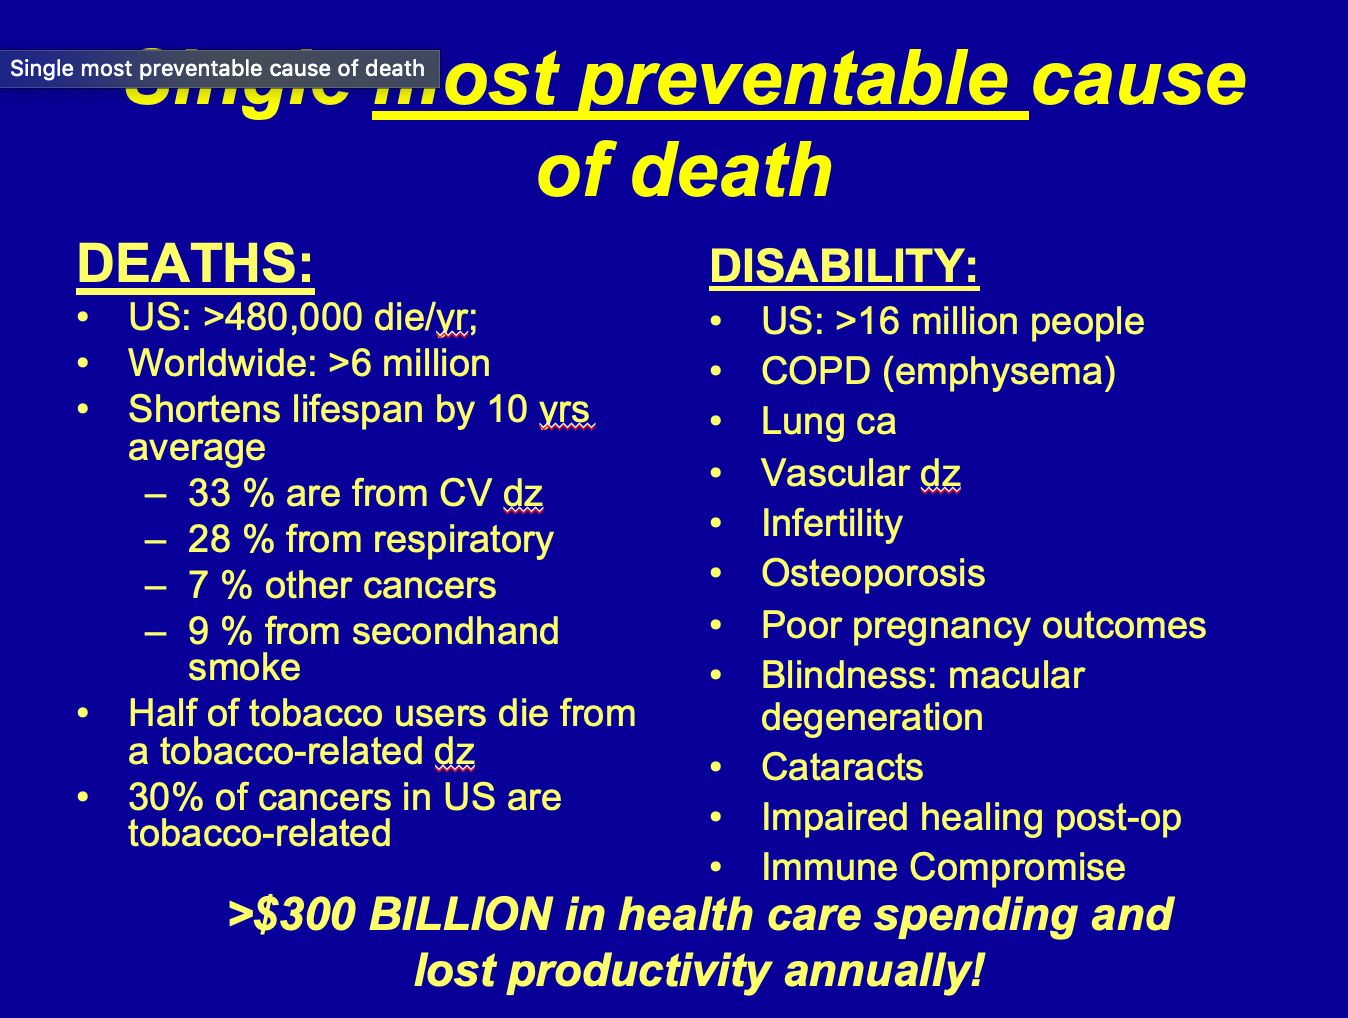 Single most preventable cause of death
Single most preventable cause
of death
DEATHS:
• US: >480,000 die/yr;
• Worldwide: >6 million
• Shortens lifespan by 10 yrs
average
– 33 % are from CV dz
– 28 % from respiratory
– 7 % other cancers
– 9 % from secondhand
smoke
• Half of tobacco users die from
a tobacco-related dz
• 30% of cancers in US are
tobacco-related
DISABILITY:
• US: >16 million people
• COPD (emphysema)
• Lung ca
• Vascular dz
• Infertility
• Osteoporosis
• Poor pregnancy outcomes
• Blindness: macular
degeneration
• Cataracts
• Impaired healing post-op
• Immune Compromise
>$300 BILLION in health care spending and
lost productivity annually!